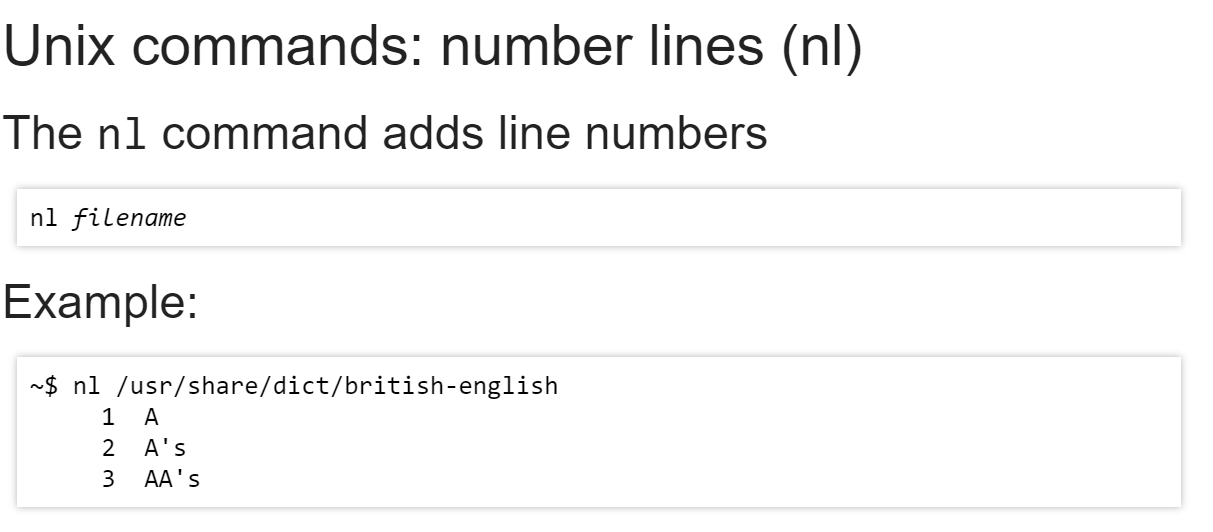 Unix commands: number lines (nl)
The nl command adds line numbers
nl filename
Example:
~$ nl /usr/share/dict/british-english
1 A
2 A's
3 AA's